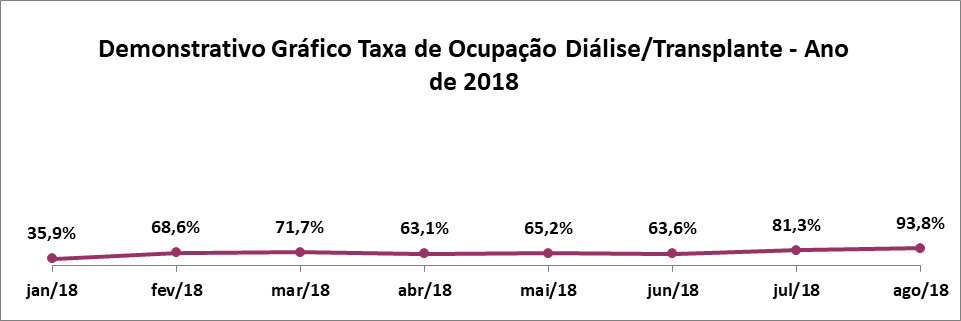 Demonstrativo Gráfico Taxa de Ocupação Diálise/Transplante - Ano
de 2018
35,9% 68,6% 71,7% 63,1% 65,2% 63,6% 81,3% 93,8%
jan/18 fev/18 mar/18 abr/18 mai/18 jun/18 jul/18 ago/18